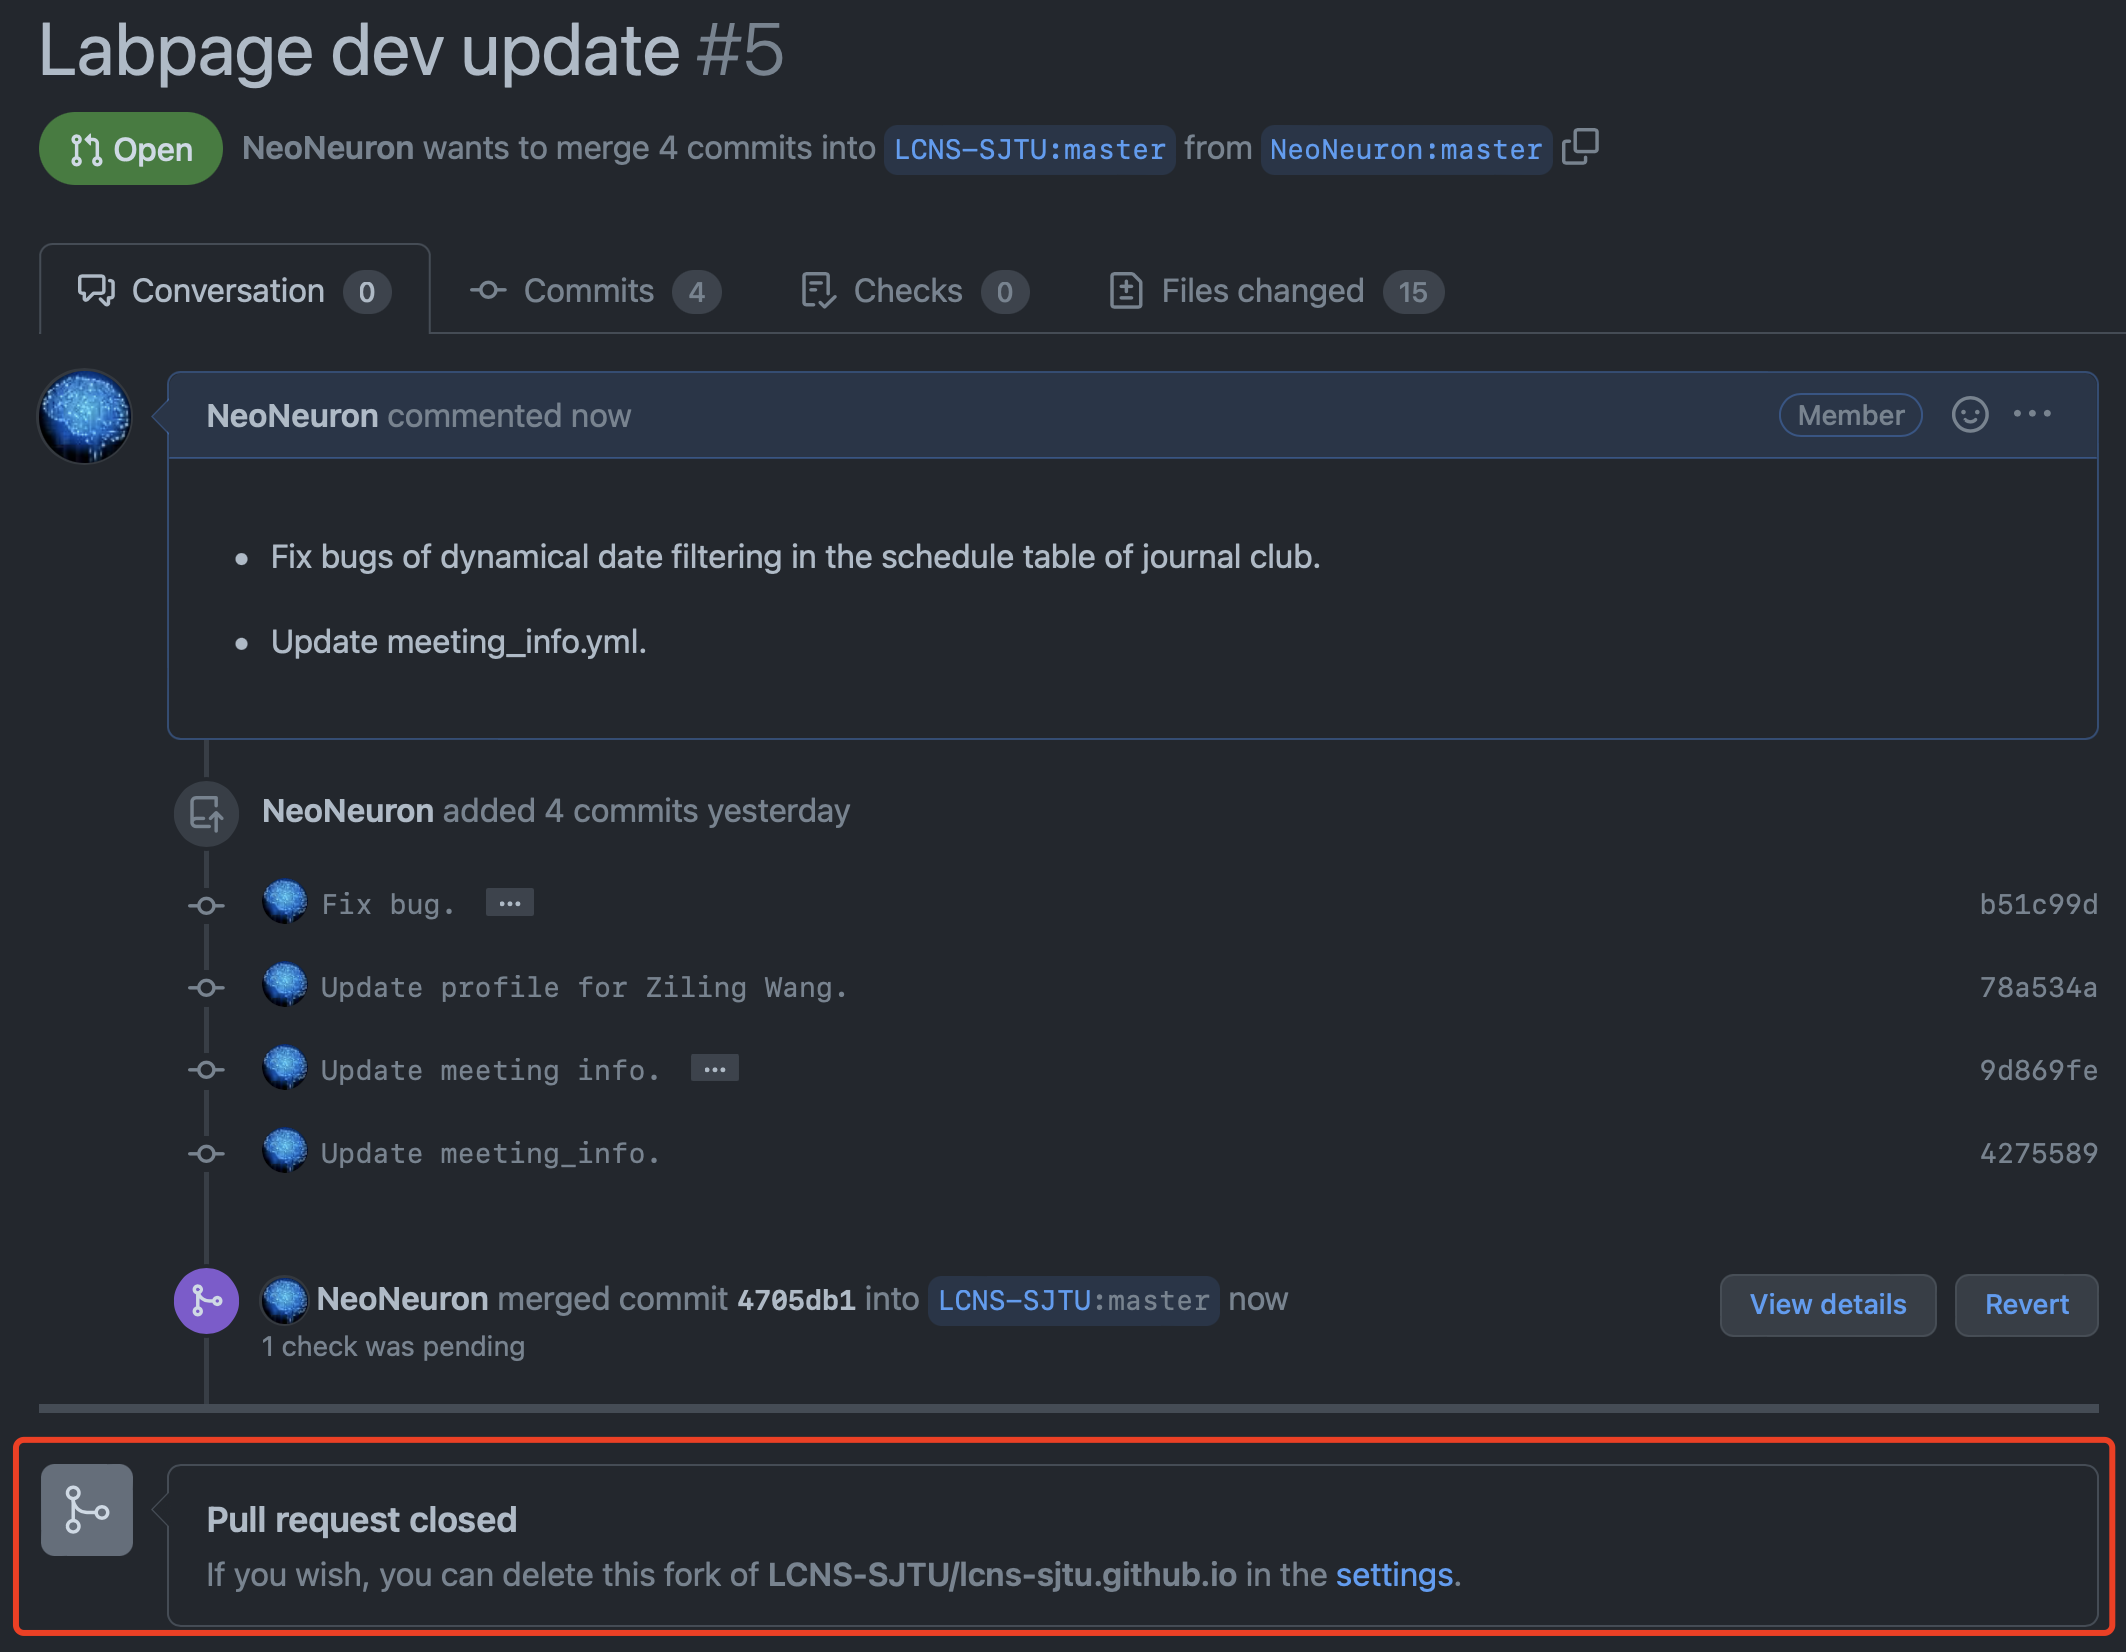 Labpage dev update #5
Open NeoNeuron wants to merge 4 commits into LCNS-SJTU:master from NeoNeuron:master
Conversation 0 Commits 4 Checks 0 Files changed 15
NeoNeuron commented now Member
Fix bugs of dynamical date filtering in the schedule table of journal club.
Update meeting_info.yml.
NeoNeuron added 4 commits yesterday
Fix bug. … b51c99d
Update profile for Ziling Wang. 78a534a
Update meeting info. … 9d869fe
Update meeting_info. 4275589
NeoNeuron merged commit 4705db1 into LCNS-SJTU:master now View details Revert
1 check was pending
Pull request closed
If you wish, you can delete this fork of LCNS-SJTU/lcns-sjtu.github.io in the settings.